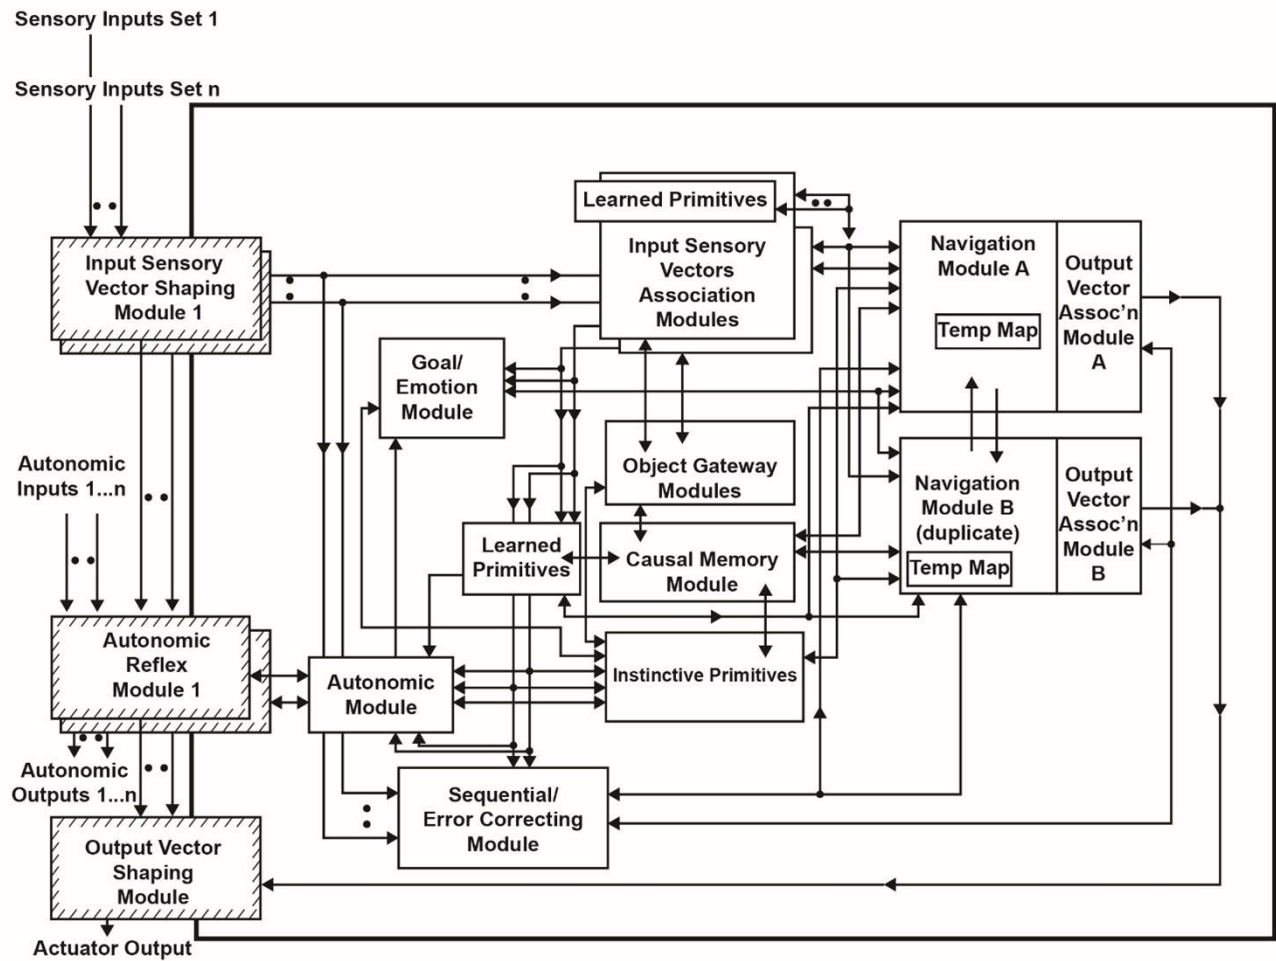 Sensory Inputs Set 1
Sensory Inputs Set n
Input Sensory
Vector Shaping
Module 1
Learned Primitives
Input Sensory
Vectors
Association
Modules
Navigation
Module A
Temp Map
Output
Vector
Assoc'n
Module
A
Goal/
Emotion
Module
Object Gateway
Modules
Navigation
Module B
(duplicate)
Temp Map
Output
Vector
Assoc'n
Module
B
Autonomic
Inputs 1...n
Learned
Primitives
Causal Memory
Module
Autonomic
Reflex
Module 1
Autonomic
Module
Instinctive Primitives
Autonomic
Outputs 1...n
Sequential/
Error Correcting
Module
Output Vector
Shaping
Module
Actuator Output